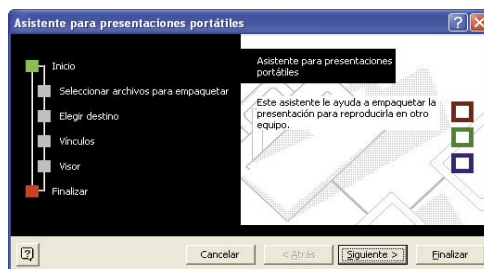 Asistente para presentaciones portátiles
Inicio
Seleccionar archivos para empaquetar
Elegir destino
Vínculos
Visor
Finalizar
Asistente para presentaciones
portátiles
Este asistente le ayuda a empaquetar la
presentación para reproducirla en otro
equipo.
Cancelar
< Atrás
Siguiente >
Finalizar